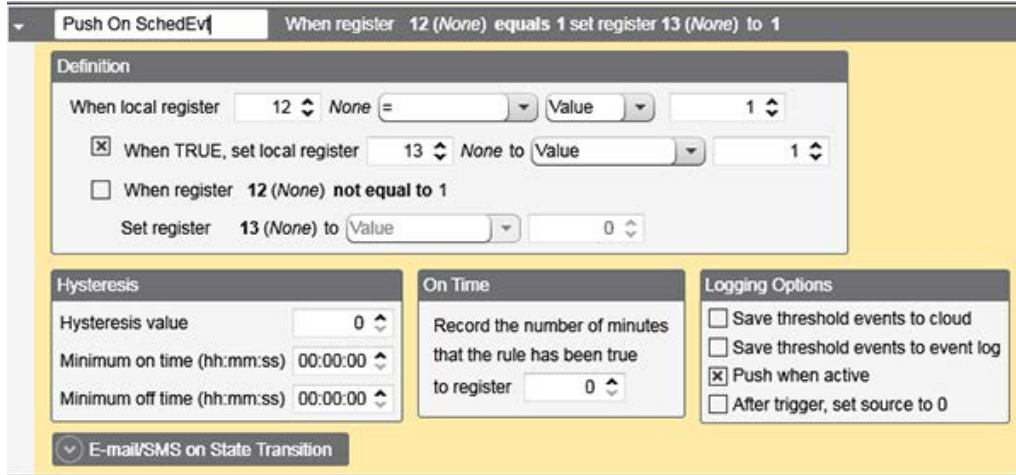 Push On SchedEvt When register 12 (None) equals 1 set register 13 (None) to 1
Definition
When local register 12 None = Value 1
When TRUE, set local register 13 None to Value 1
When register 12 (None) not equal to 1
Set register 13 (None) to Value 0
Hysteresis
Hysteresis value 0
Minimum on time (hh:mm:ss) 00:00:00
Minimum off time (hh:mm:ss) 00:00:00
On Time
Record the number of minutes
that the rule has been true
to register 0
Logging Options
Save threshold events to cloud
Save threshold events to event log
Push when active
After trigger, set source to 0
E-mail/SMS on State Transition